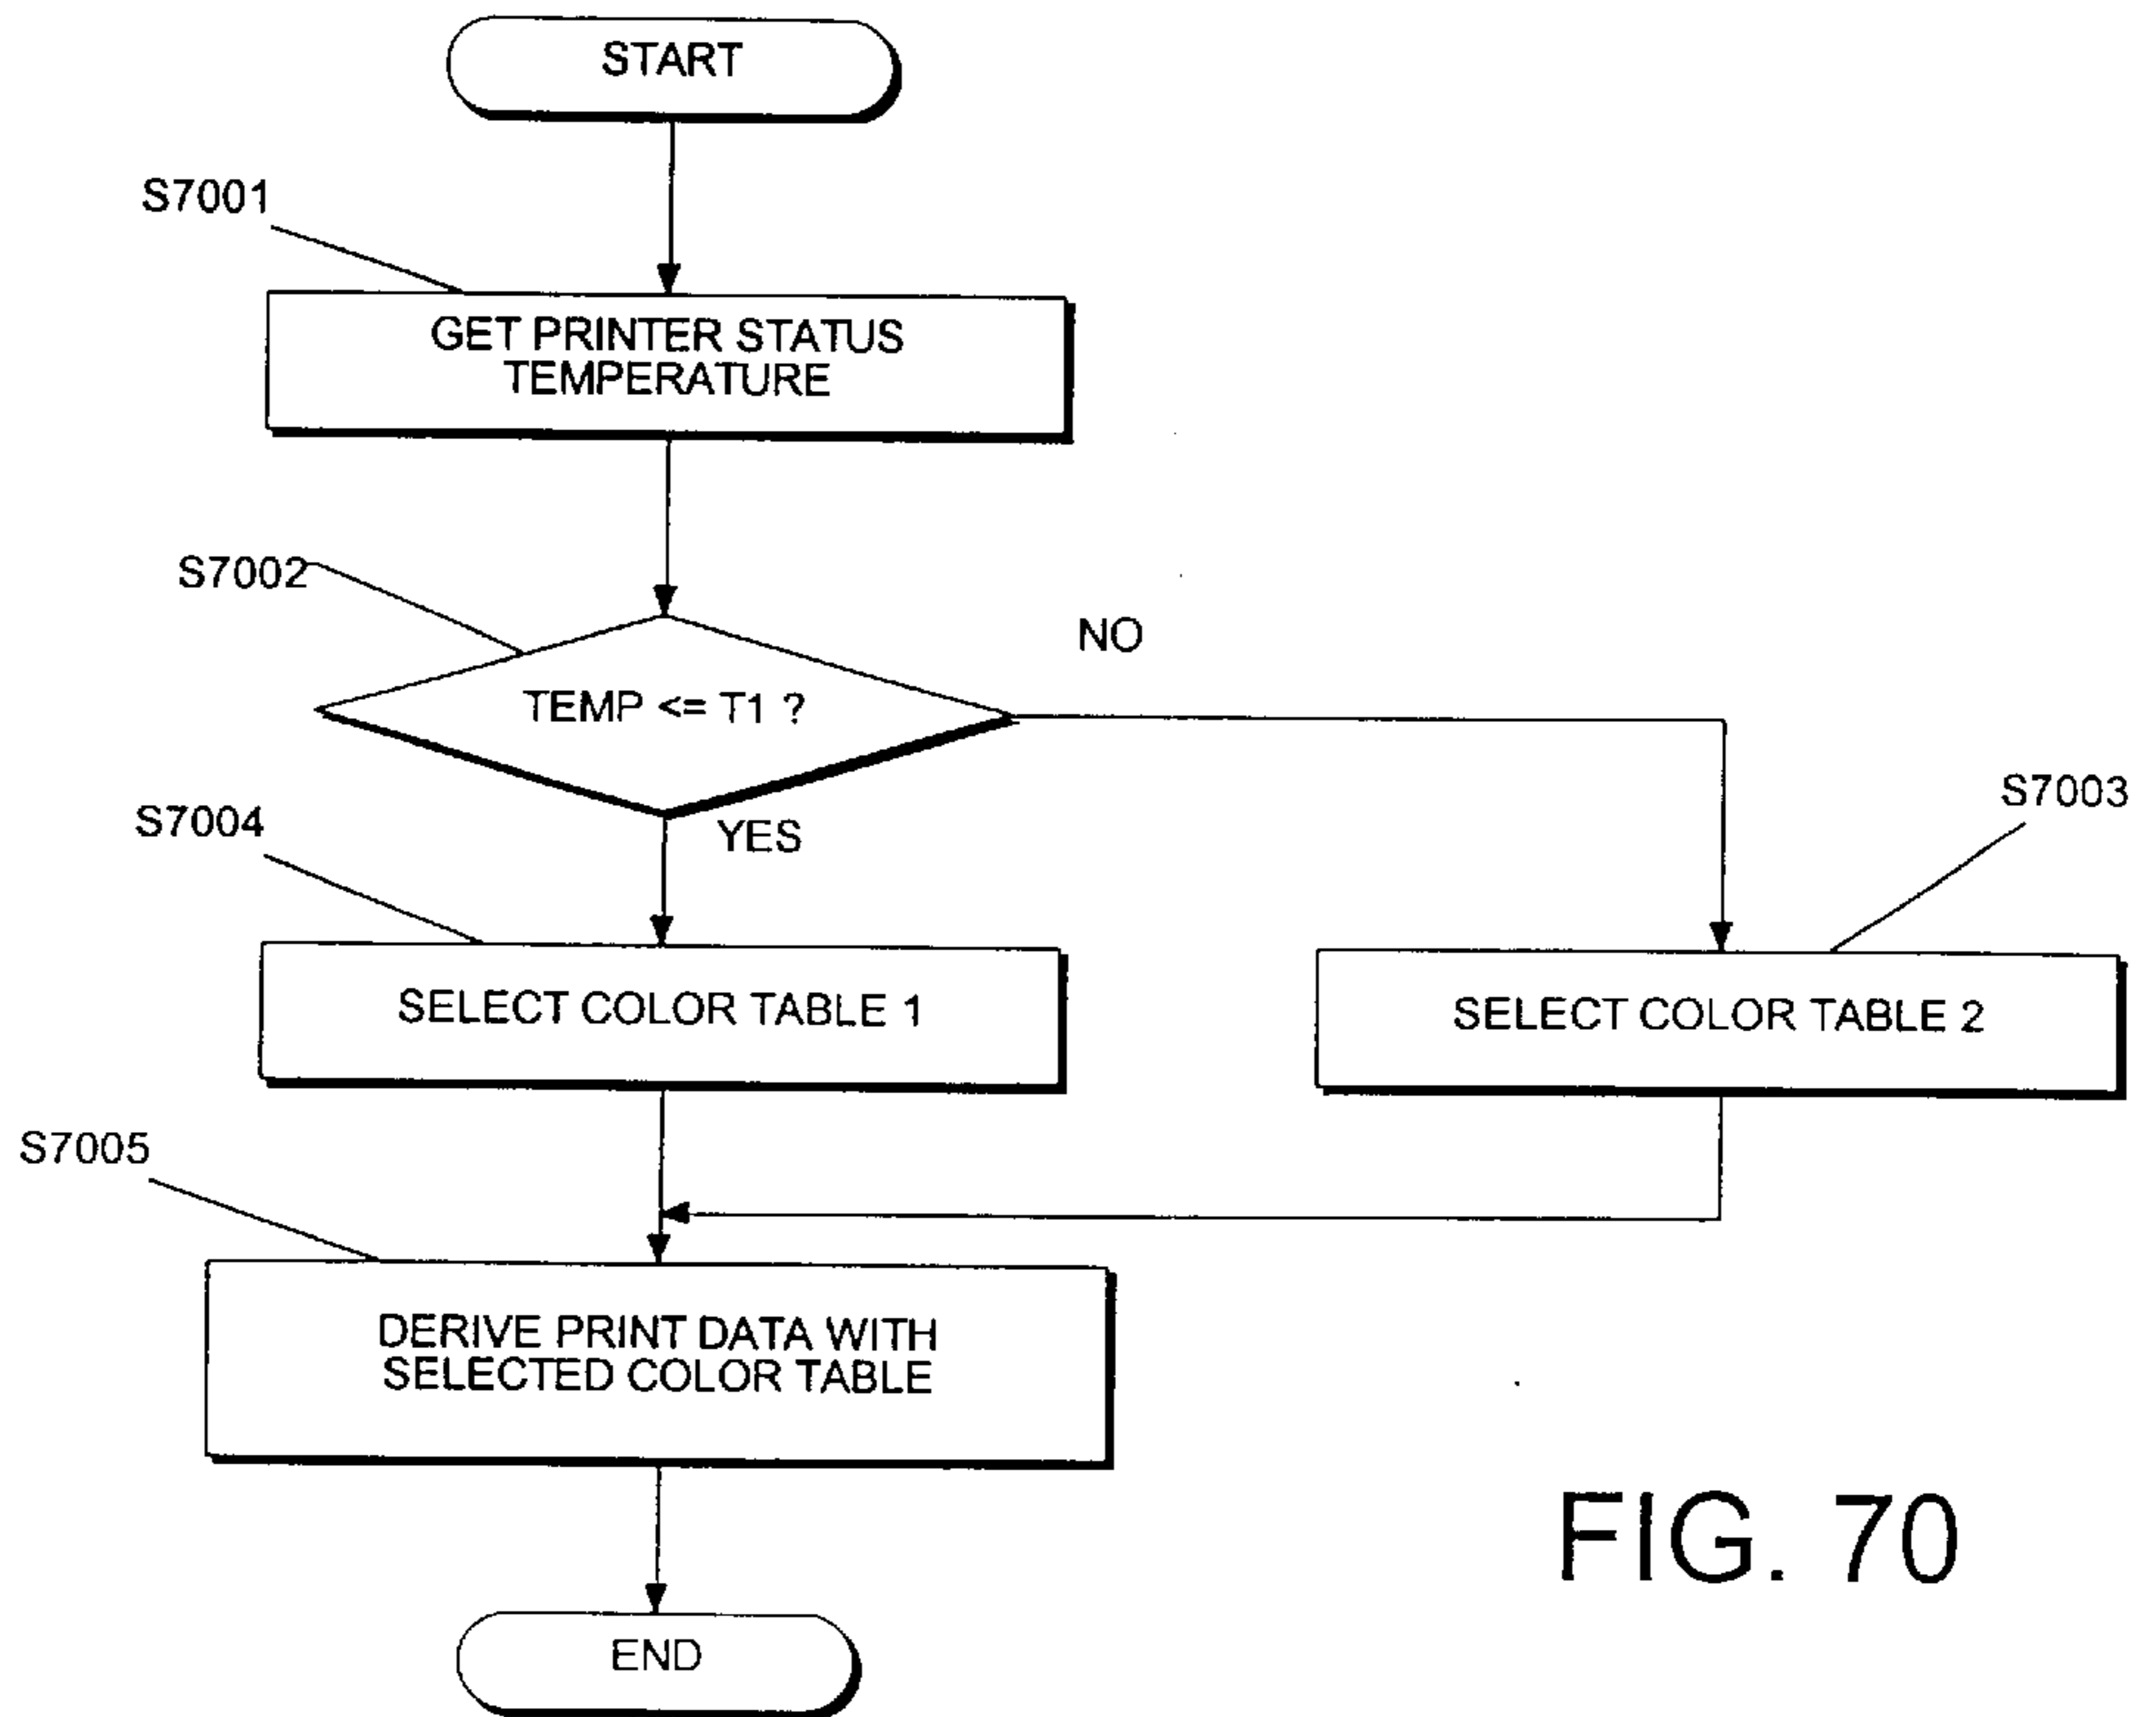 START
S7001
GET PRINTER STATUS
TEMPERATURE
S7002
NO
TEMP <= T1 ?
S7003
S7004
YES
SELECT COLOR TABLE 1
SELECT COLOR TABLE 2
S7005
DERIVE PRINT DATA WITH
SELECTED COLOR TABLE
FIG. 70
END